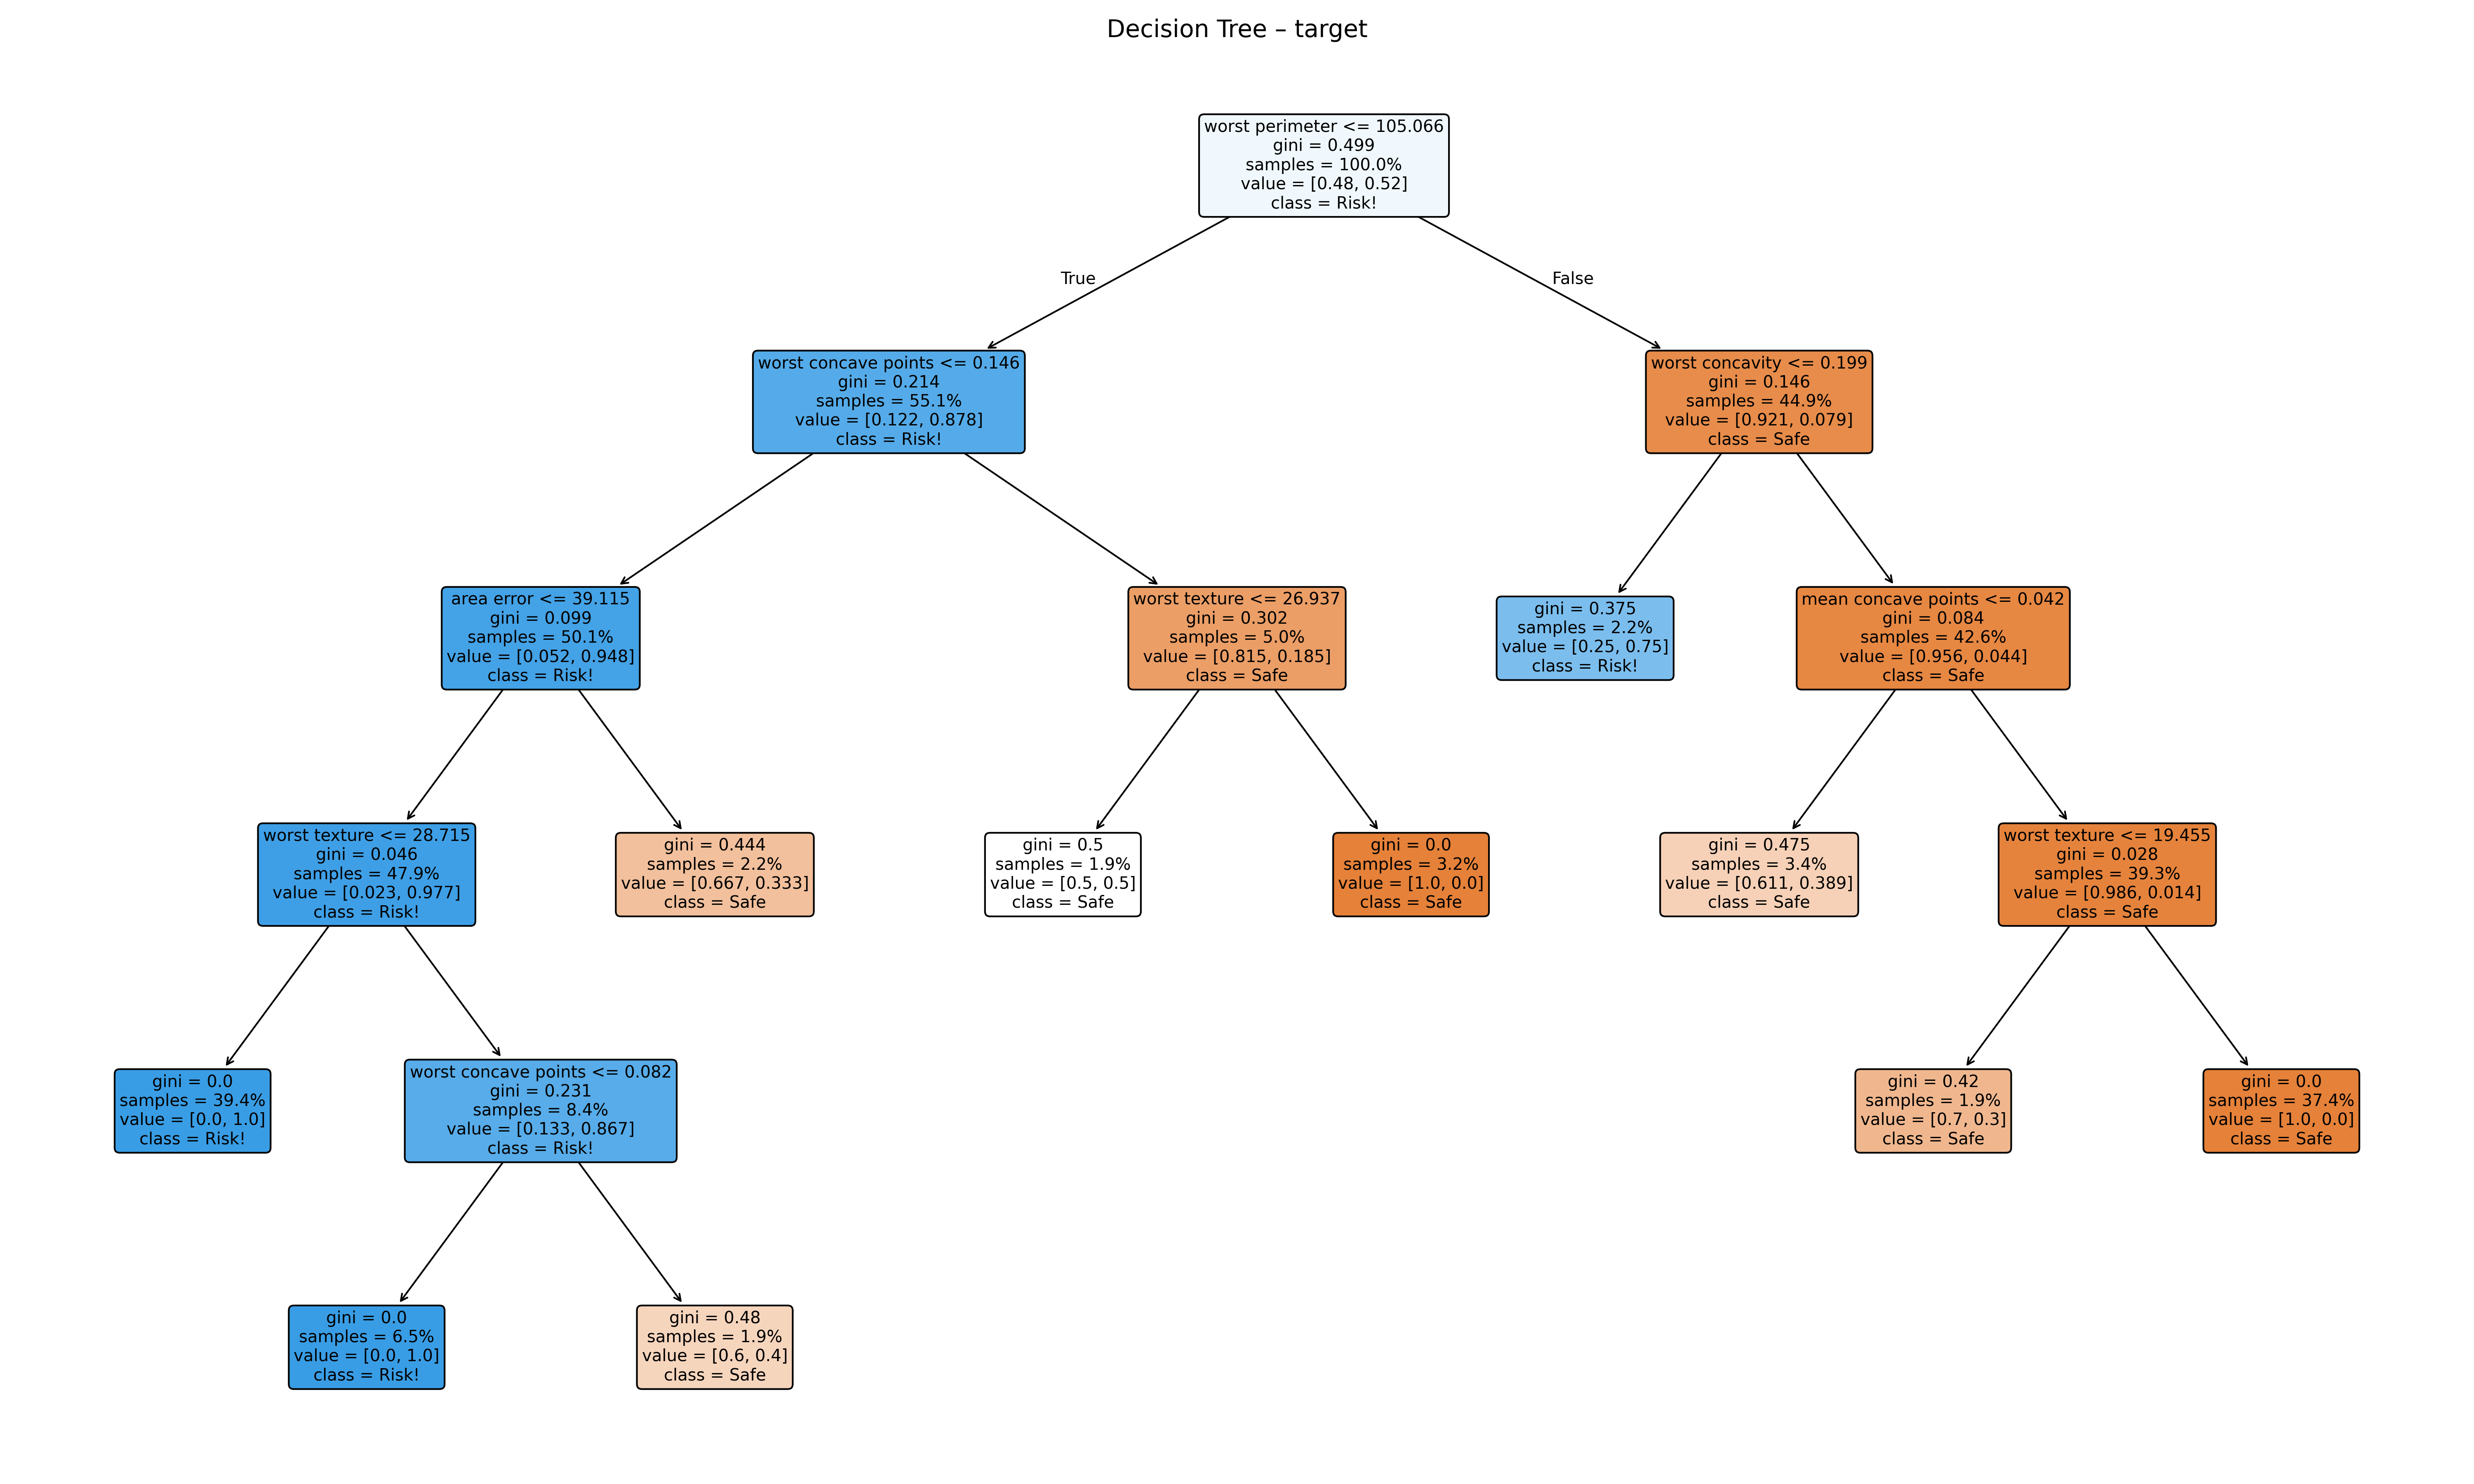 Decision Tree – target
worst perimeter <= 105.066
gini = 0.499
samples = 100.0%
value = [0.48, 0.52]
class = Risk!
True
False
worst concave points <= 0.146
gini = 0.214
samples = 55.1%
value = [0.122, 0.878]
class = Risk!
worst concavity <= 0.199
gini = 0.146
samples = 44.9%
value = [0.921, 0.079]
class = Safe
area error <= 39.115
gini = 0.099
samples = 50.1%
value = [0.052, 0.948]
class = Risk!
worst texture <= 26.937
gini = 0.302
samples = 5.0%
value = [0.815, 0.185]
class = Safe
gini = 0.375
samples = 2.2%
value = [0.25, 0.75]
class = Risk!
mean concave points <= 0.042
gini = 0.084
samples = 42.6%
value = [0.956, 0.044]
class = Safe
worst texture <= 28.715
gini = 0.046
samples = 47.9%
value = [0.023, 0.977]
class = Risk!
gini = 0.444
samples = 2.2%
value = [0.667, 0.333]
class = Safe
gini = 0.5
samples = 1.9%
value = [0.5, 0.5]
class = Safe
gini = 0.0
samples = 3.2%
value = [1.0, 0.0]
class = Safe
gini = 0.475
samples = 3.4%
value = [0.611, 0.389]
class = Safe
worst texture <= 19.455
gini = 0.028
samples = 39.3%
value = [0.986, 0.014]
class = Safe
gini = 0.0
samples = 39.4%
value = [0.0, 1.0]
class = Risk!
worst concave points <= 0.082
gini = 0.231
samples = 8.4%
value = [0.133, 0.867]
class = Risk!
gini = 0.42
samples = 1.9%
value = [0.7, 0.3]
class = Safe
gini = 0.0
samples = 37.4%
value = [1.0, 0.0]
class = Safe
gini = 0.0
samples = 6.5%
value = [0.0, 1.0]
class = Risk!
gini = 0.48
samples = 1.9%
value = [0.6, 0.4]
class = Safe